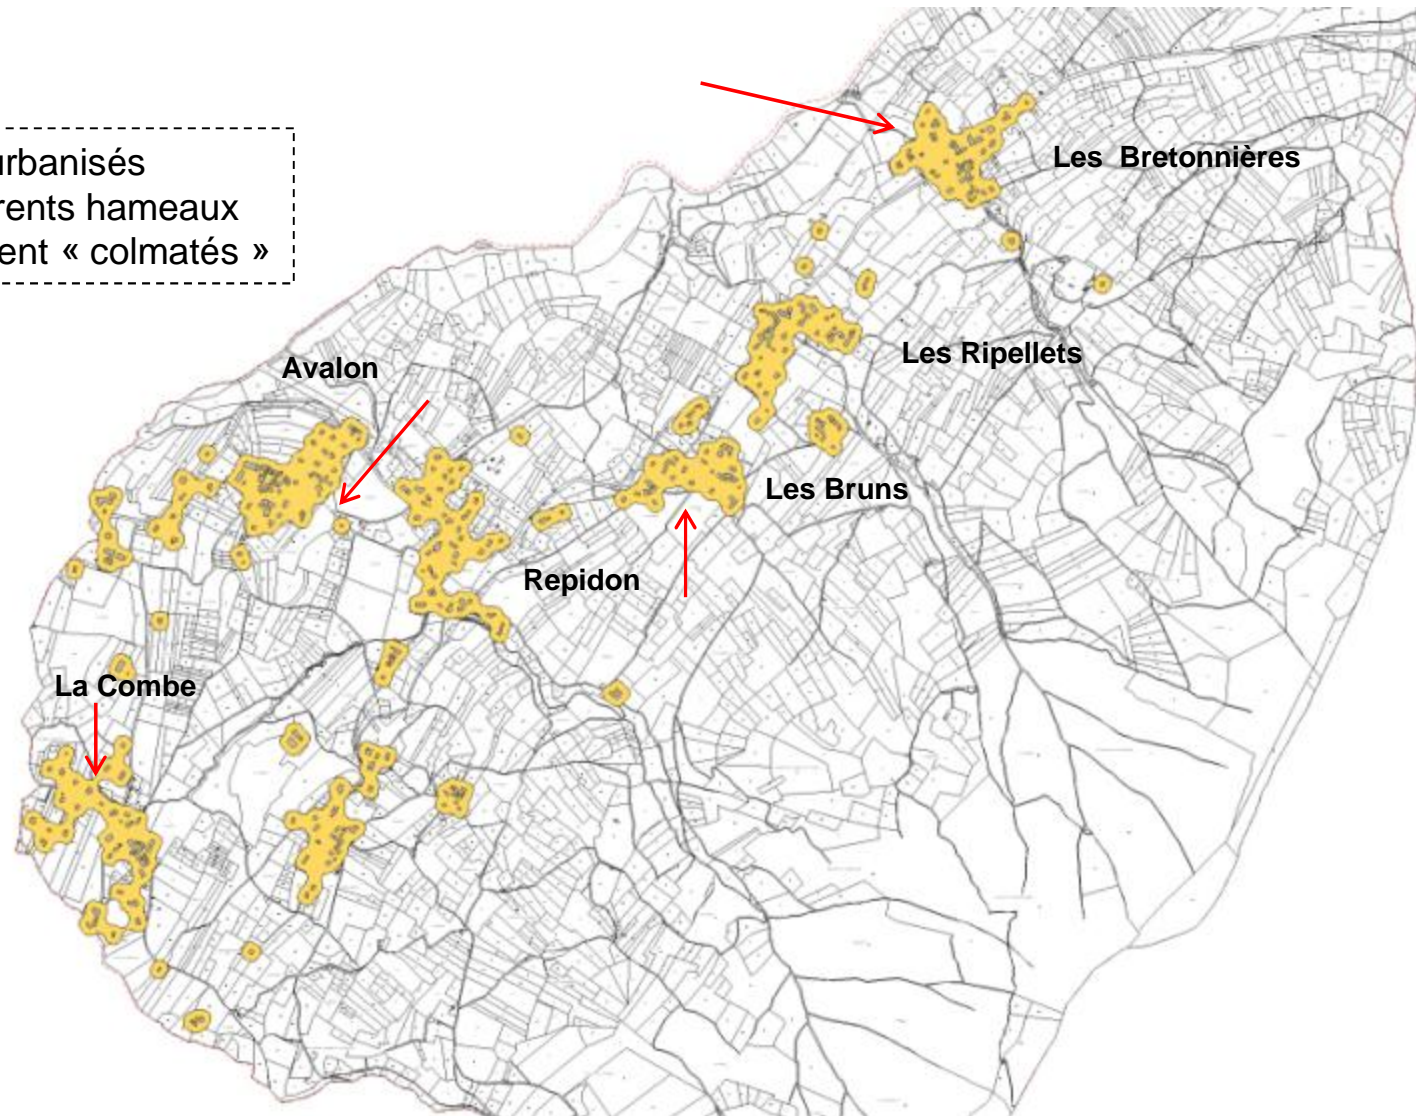 urbanisés
rents hameaux
ent « colmatés »
Les Bretonnières
Avalon
Les Ripellets
Les Bruns
Repidon
La Combe